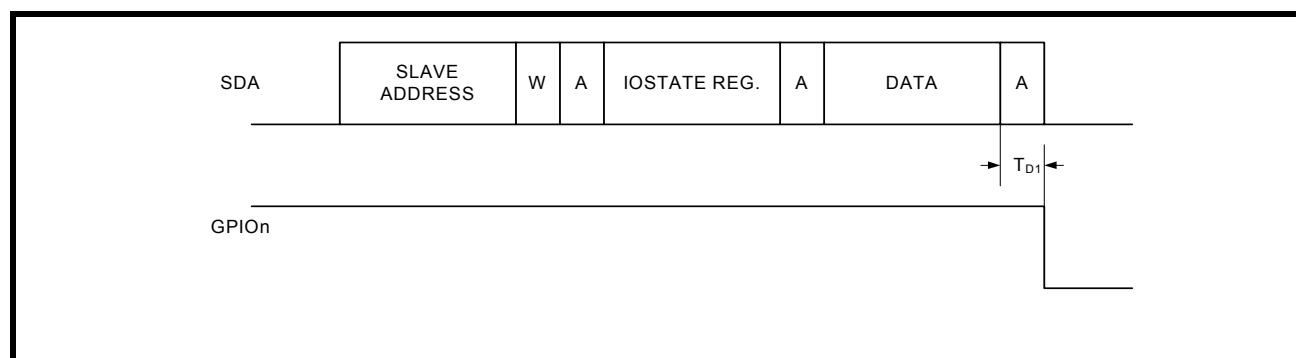 SDA
SLAVE
ADDRESS
W
A
IOSTATE REG.
A
DATA
A
TD1
GPIOn